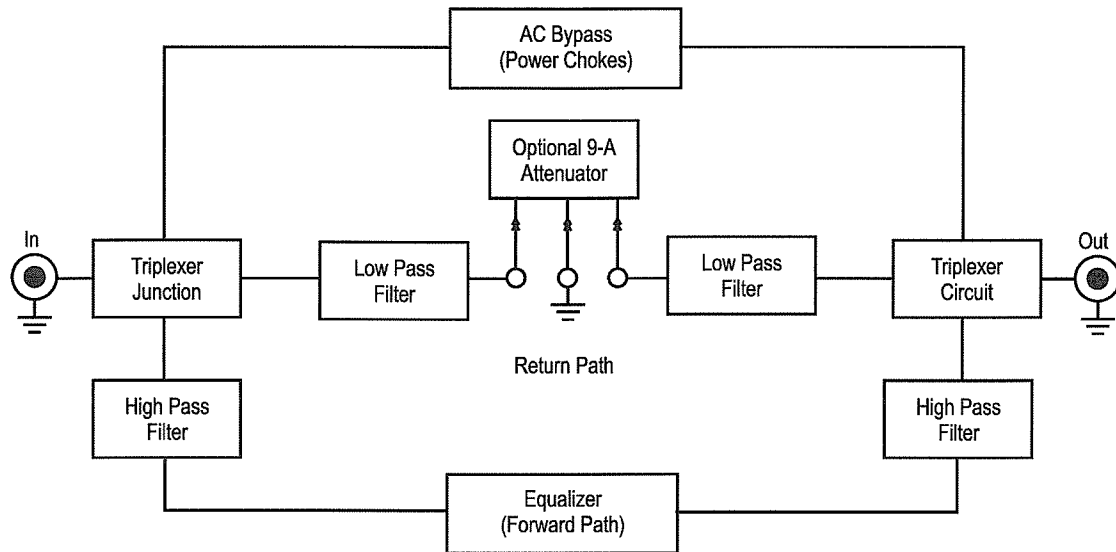 AC Bypass
(Power Chokes)
Optional 9-A
Attenuator
In
Triplexer
Junction
Low Pass
Filter
Low Pass
Filter
Triplexer
Circuit
Out
Return Path
High Pass
Filter
High Pass
Filter
Equalizer
(Forward Path)